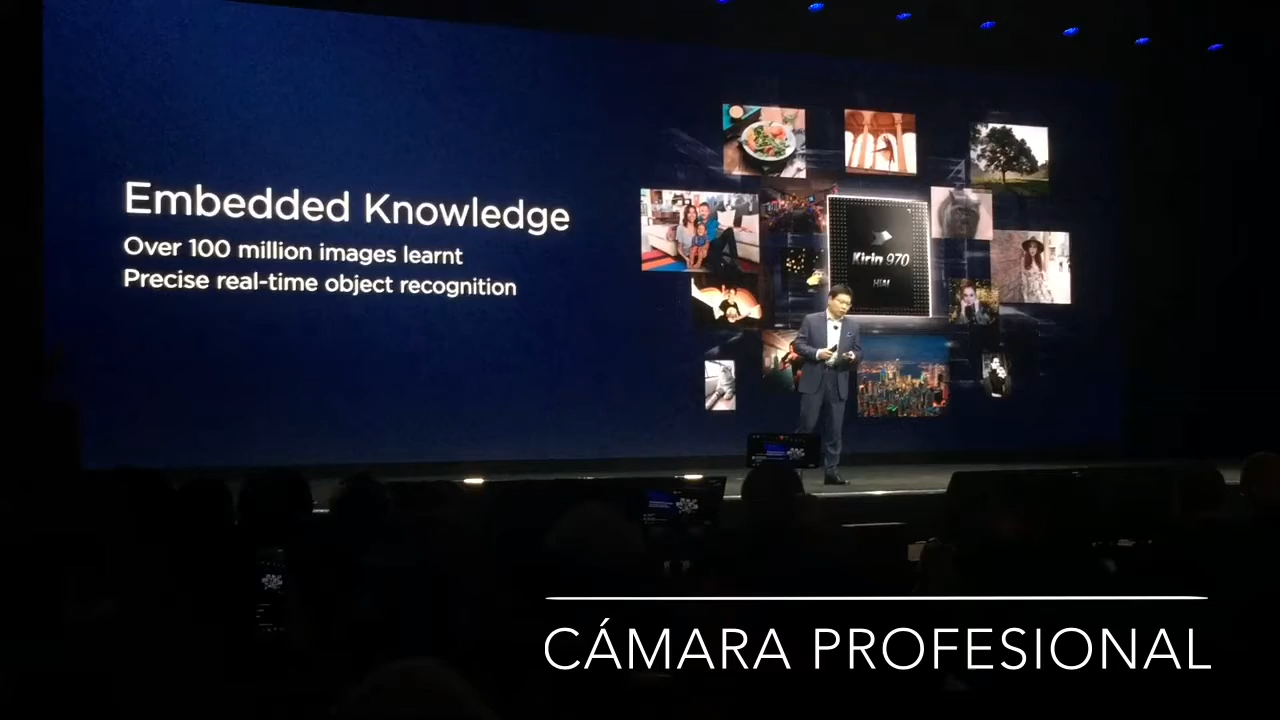 Embedded Knowledge
Over 100 million images learnt
Precise real-time object recognition
Kirin 970
CÁMARA PROFESIONAL